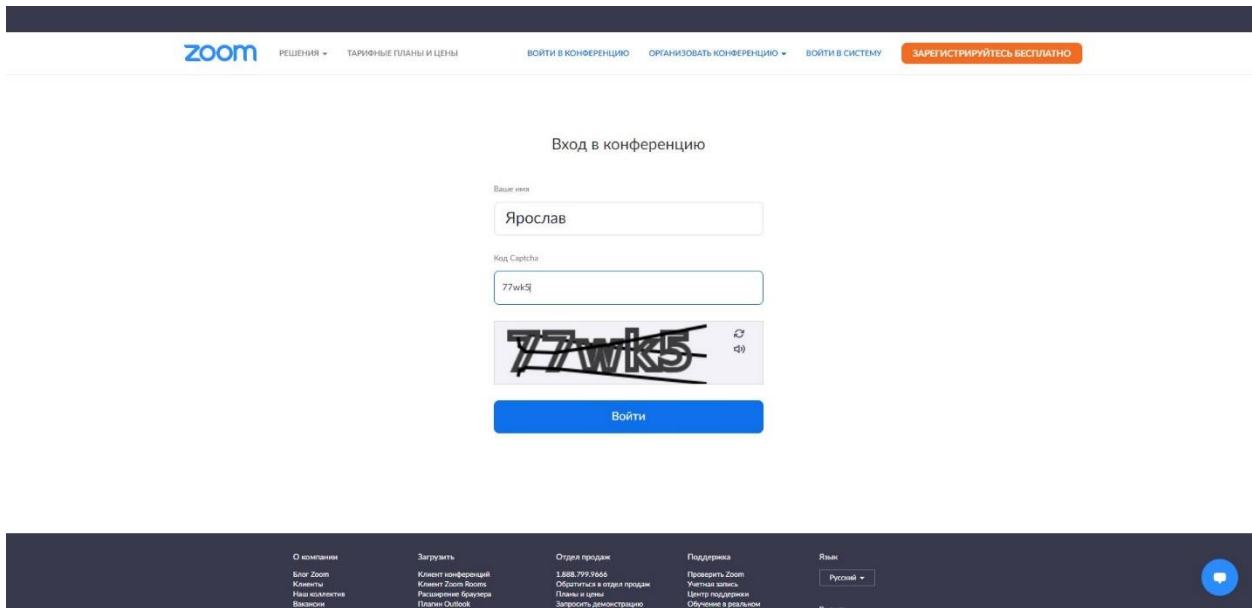 zoom РЕШЕНИЯ ТАРИФНЫЕ ПЛАНЫ И ЦЕНЫ ВОЙТИ В КОНФЕРЕНЦИЮ ОРГАНИЗОВАТЬ КОНФЕРЕНЦИЮ ВОЙТИ В СИСТЕМУ ЗАРЕГИСТРИРУЙТЕСЬ БЕСПЛАТНО
Вход в конференцию
Ваше имя
Ярослав
Код Captcha
77wk5
77wk5
Войти
О компании Загрузить Отдел продаж Поддержка Язык
Блог Zoom Клиент конференций 1.888.799.9666 Проверить Zoom Русский
Клиенты Клиент Zoom Rooms Обратиться в отдел продаж Учетная запись
Наш коллектив Расширение браузера Планы и цены Центр поддержки
Вакансии Плагин Outlook Запросить демонстрацию Обучение в реальном